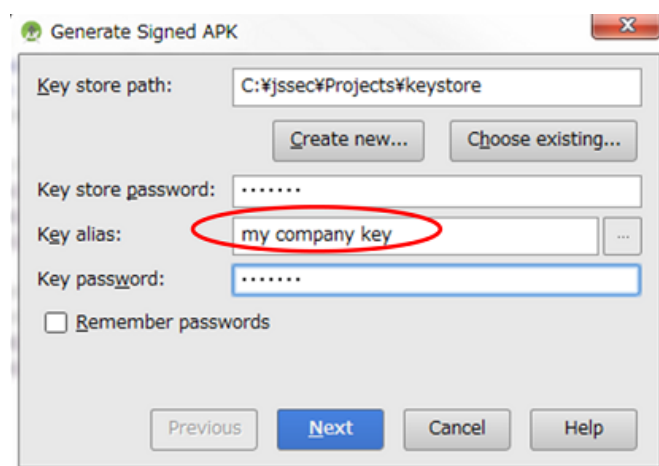 Generate Signed APK
Key store path: C:¥jssec¥Projects¥keystore
Create new... Choose existing...
Key store password: ·······
Key alias: my company key ...
Key password: ·······
Remember passwords
Previous Next Cancel Help